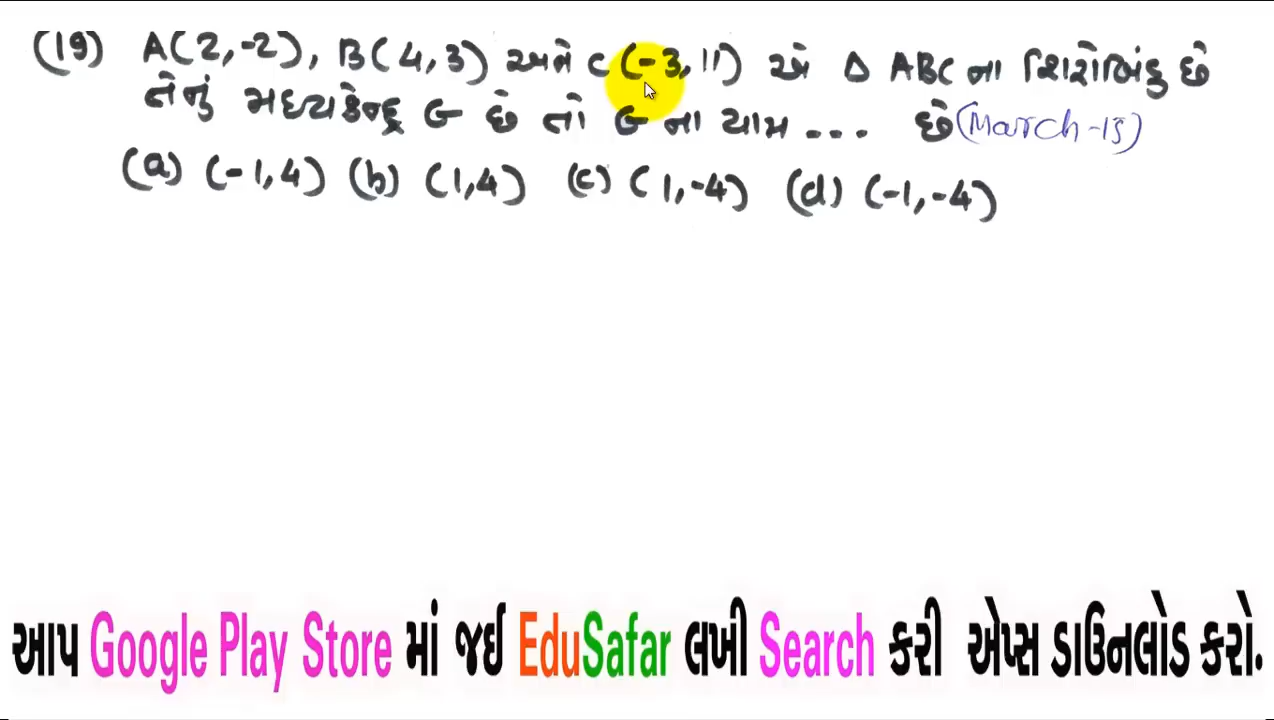 (19) A(2,-2), B(4,3) અને C(-3,11) એ Δ ABC ના શિરોબિંદુ છે
તેનું મધ્યકેન્દ્ર G છે તો G ના યામ ... છે (March-15)
(a) (-1,4) (b) (1,4) (c) (1,-4) (d) (-1,-4)
આપ Google Play Store માં જઈ EduSafar લખી Search કરી એપ્સ ડાઉનલોડ કરો.